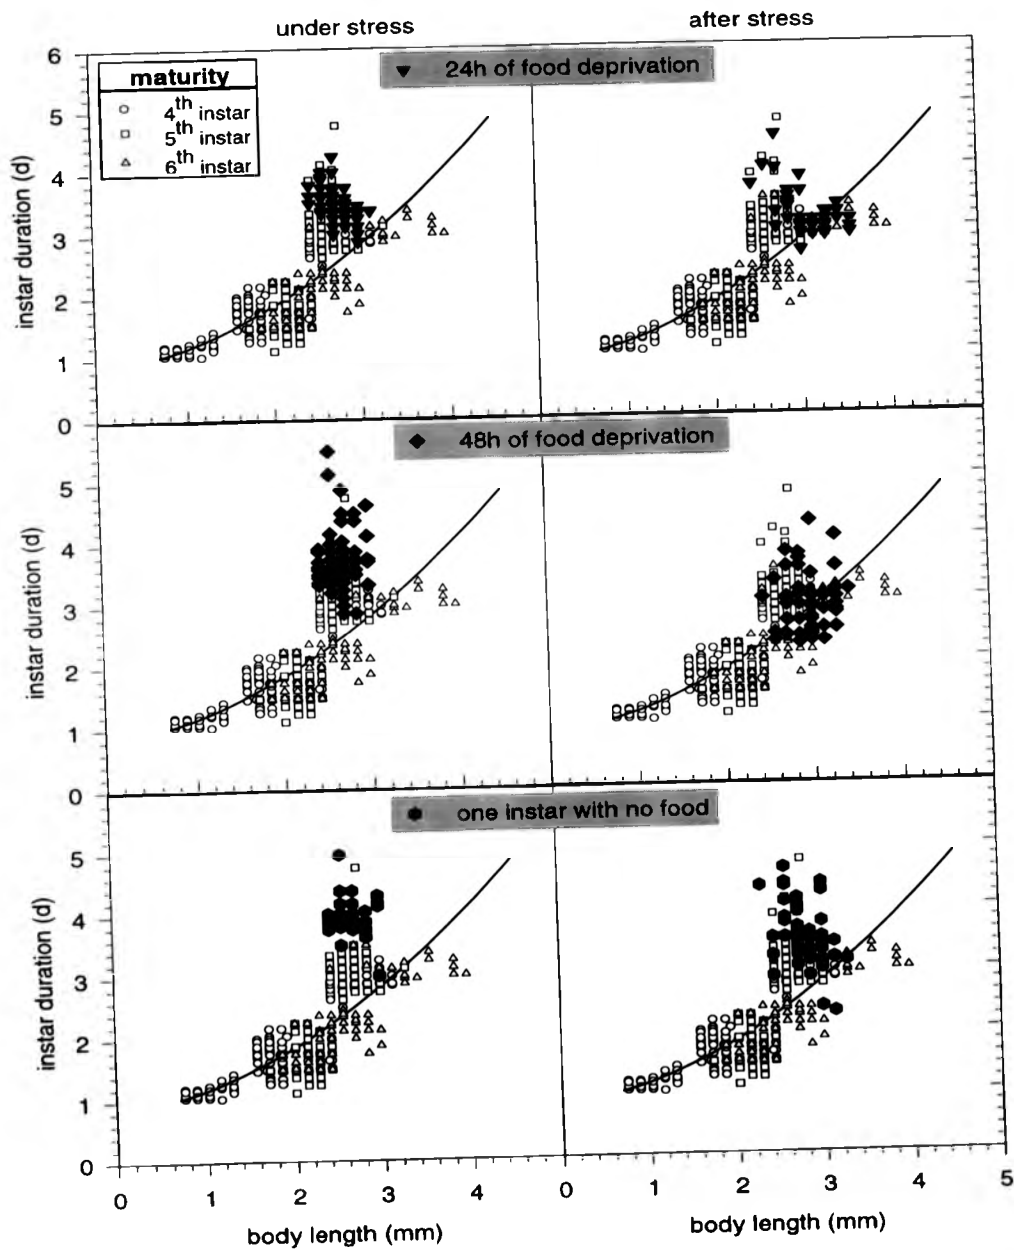 under stress
after stress
24h of food deprivation
maturity
4th instar
5th instar
6th instar
instar duration (d)
6
5
4
3
2
1
0
48h of food deprivation
instar duration (d)
5
4
3
2
1
0
one instar with no food
instar duration (d)
5
4
3
2
1
0
0 1 2 3 4 0 1 2 3 4 5
body length (mm)
body length (mm)